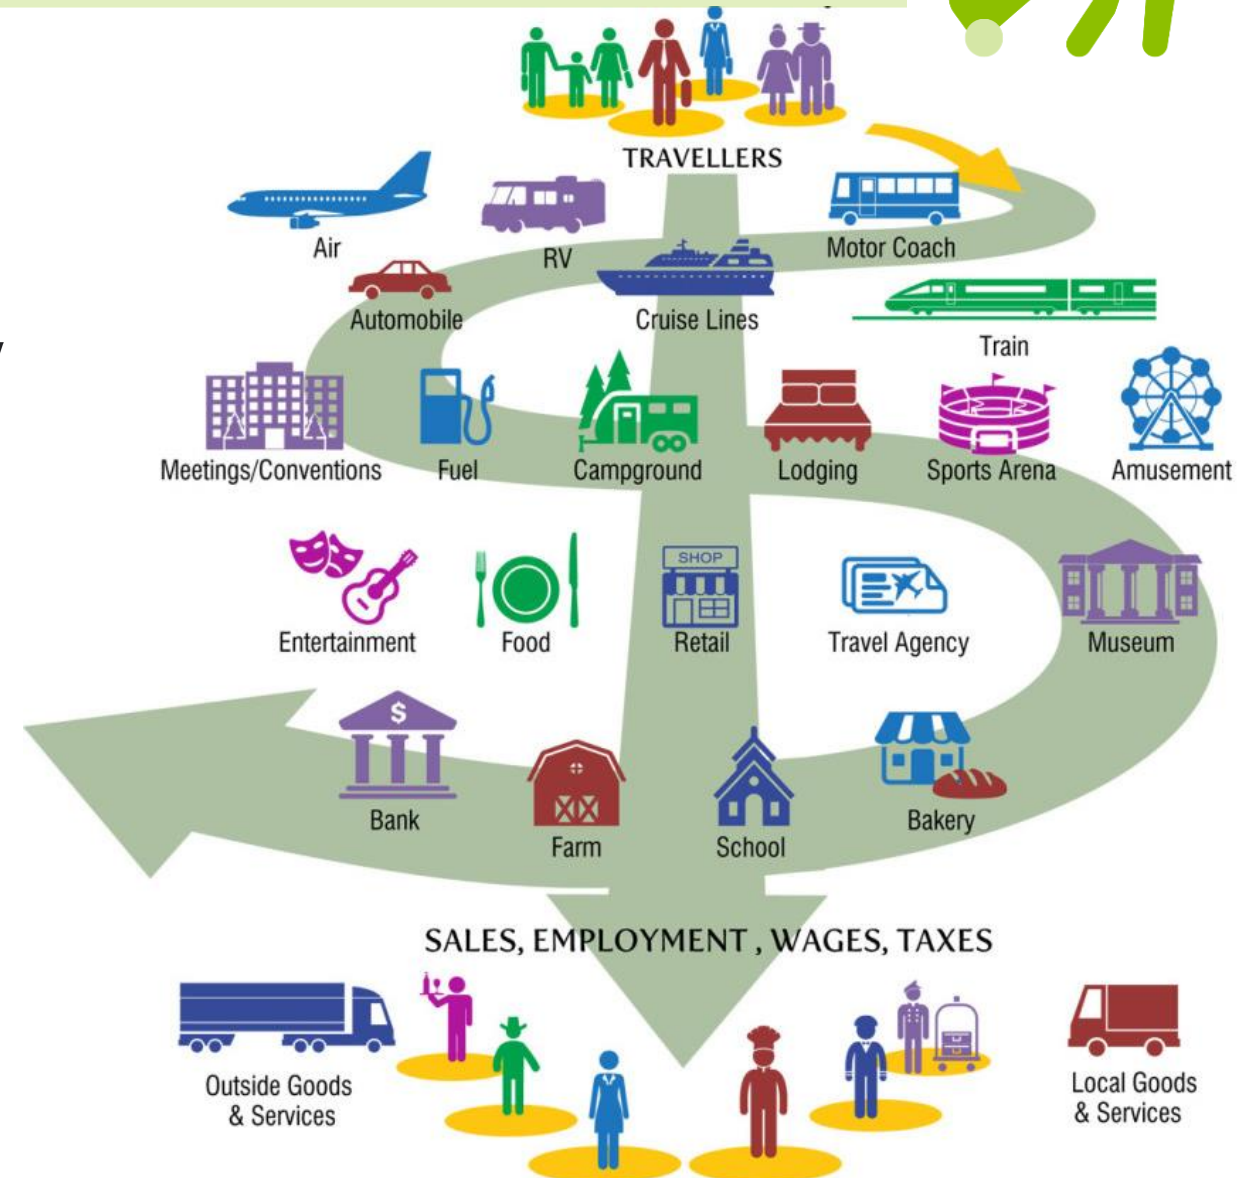 TRAVELLERS
Air
RV
Motor Coach
Automobile
Cruise Lines
Train
Meetings/Conventions
Fuel
Campground
Lodging
Sports Arena
Amusement
SHOP
Entertainment
Food
Retail
Travel Agency
Museum
$
Bank
Farm
School
Bakery
SALES, EMPLOYMENT , WAGES, TAXES
Outside Goods
& Services
Local Goods
& Services